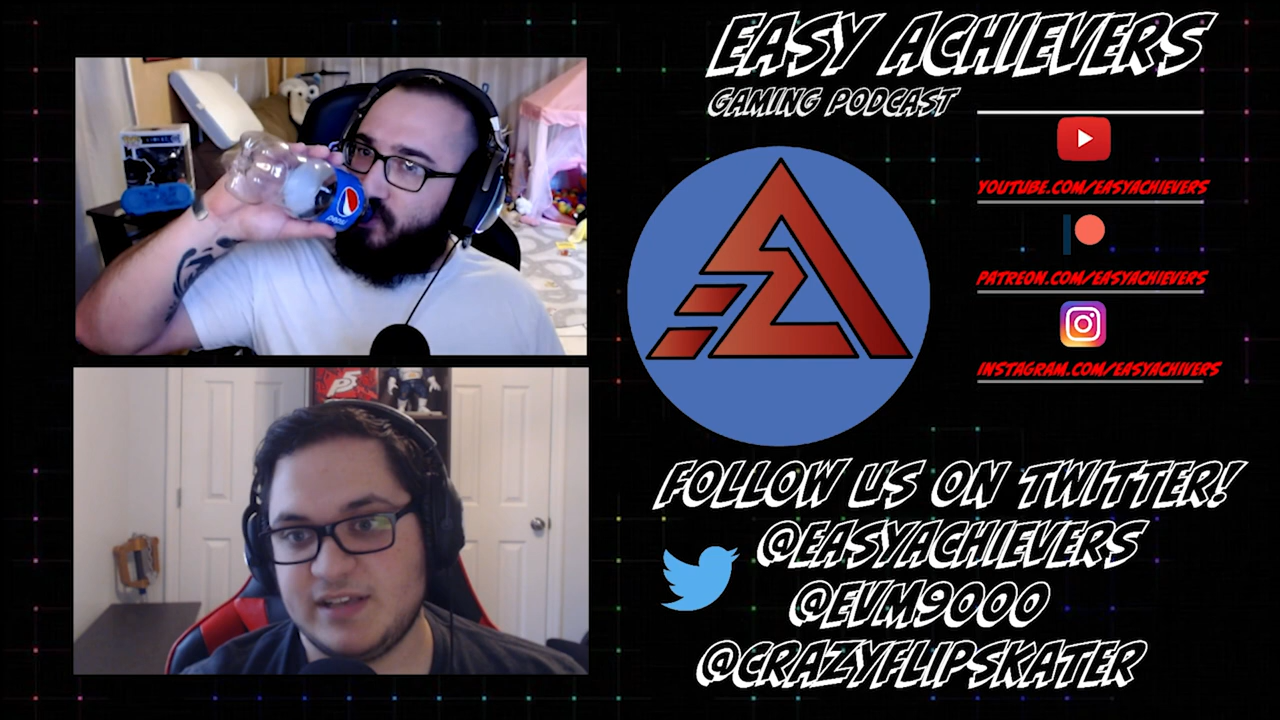 EASY ACHIEVERS
GAMING PODCAST
YOUTUBE.COM/EASYACHIEVERS
PATREON.COM/EASYACHIEVERS
INSTAGRAM.COM/EASYACHIVERS
pepsi
P5
FOLLOW US ON TWITTER!
@EASYACHIEVERS
@EVM9000
@CRAZYFLIPSKATER